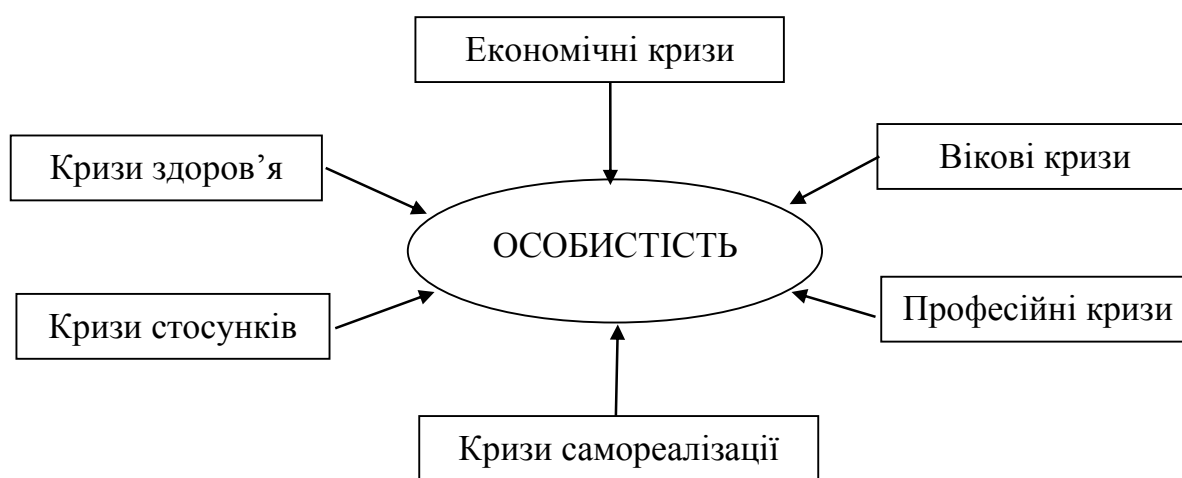 Економічні кризи
Кризи здоров’я
Вікові кризи
ОСОБИСТІСТЬ
Кризи стосунків
Професійні кризи
Кризи самореалізації